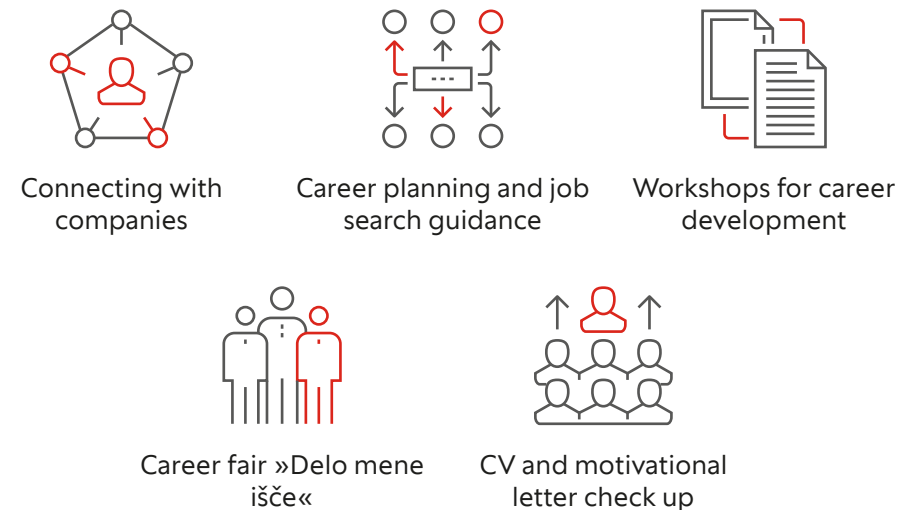 Connecting with
companies
Career planning and job
search guidance
Workshops for career
development
Career fair »Delo mene
išče«
CV and motivational
letter check up